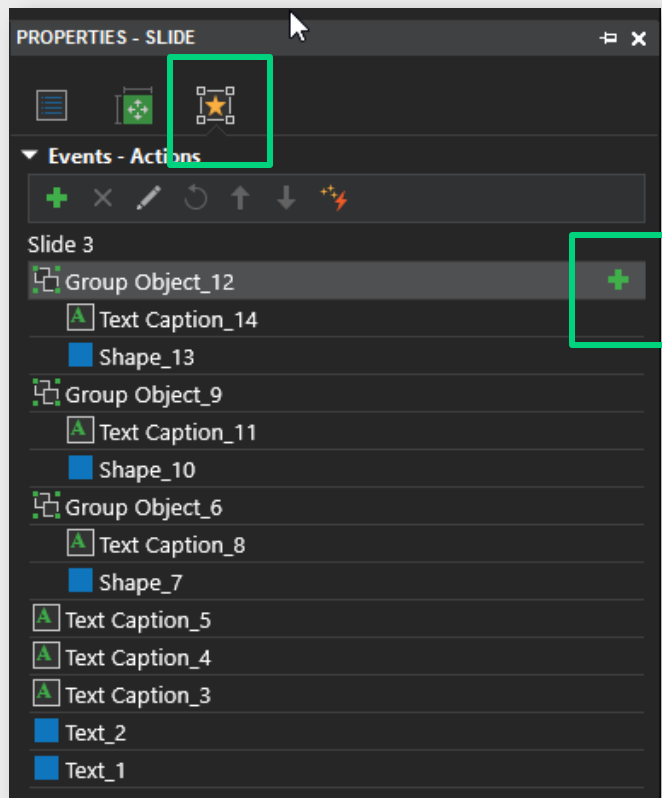 PROPERTIES - SLIDE
Events - Actions
Slide 3
Group Object_12
A Text Caption_14
Shape_13
Group Object_9
A Text Caption_11
Shape_10
Group Object_6
A Text Caption_8
Shape_7
A Text Caption_5
A Text Caption_4
A Text Caption_3
Text_2
Text_1